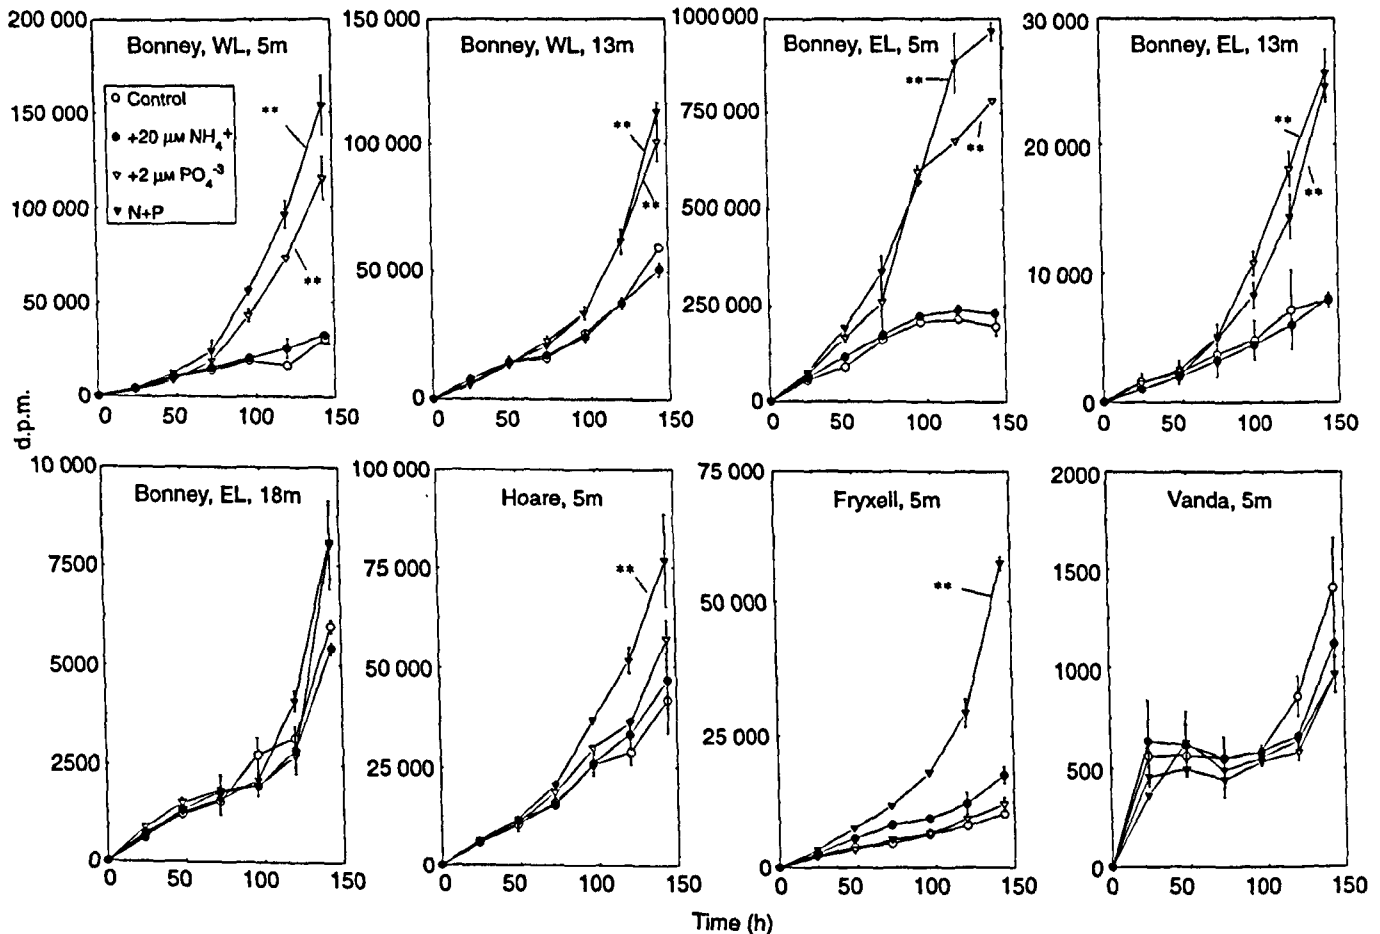 200 000
150 000
100 000
50 000
0
Bonney, WL, 5m
Control
+20 μM NH₄⁺
+2 μM PO₄⁻³
N+P
**
**
0 50 100 150
150 000
100 000
50 000
0
Bonney, WL, 13m
**
**
0 50 100 150
1000 000
750 000
500 000
250 000
0
Bonney, EL, 5m
**
**
0 50 100 150
30 000
20 000
10 000
0
Bonney, EL, 13m
**
**
0 50 100 150
d.p.m.
10 000
7500
5000
2500
0
Bonney, EL, 18m
0 50 100 150
100 000
75 000
50 000
25 000
0
Hoare, 5m
**
0 50 100 150
75 000
50 000
25 000
0
Fryxell, 5m
**
0 50 100 150
2000
1500
1000
500
0
Vanda, 5m
0 50 100 150
Time (h)